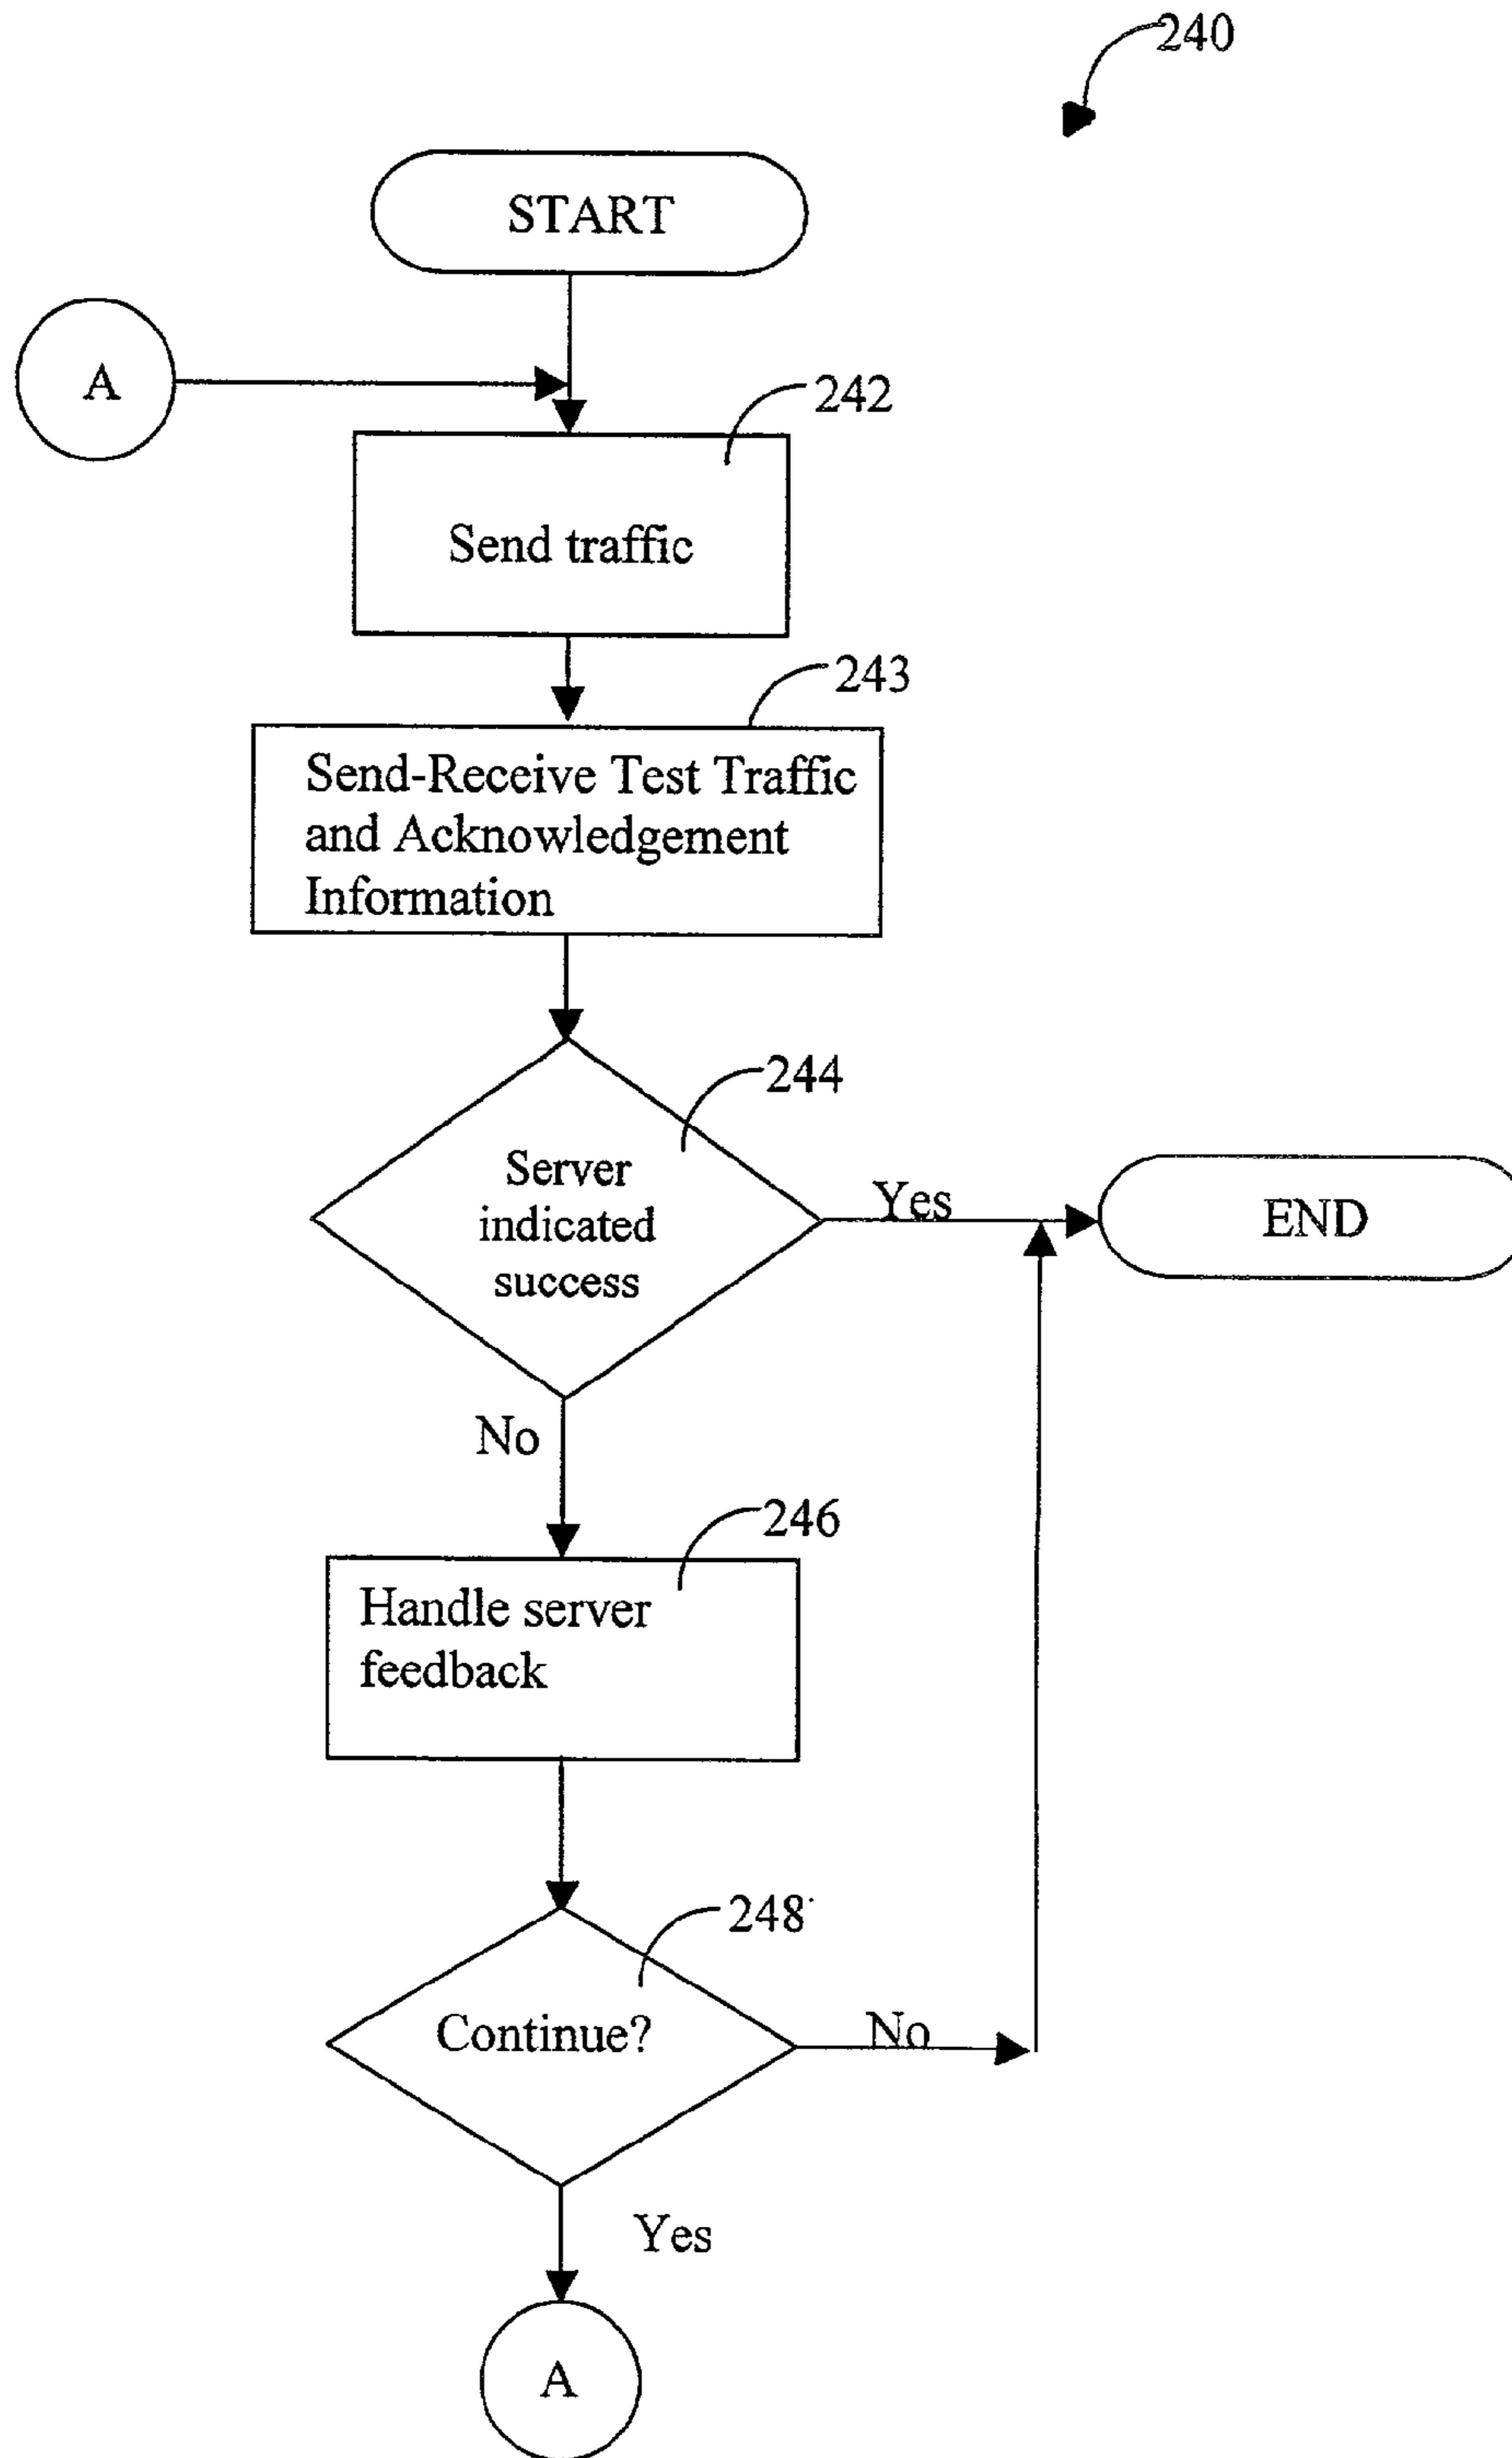 240
START
A
242
Send traffic
243
Send-Receive Test Traffic
and Acknowledgement
Information
244
Server
indicated
success
Yes
END
No
246
Handle server
feedback
248
Continue?
No
Yes
A